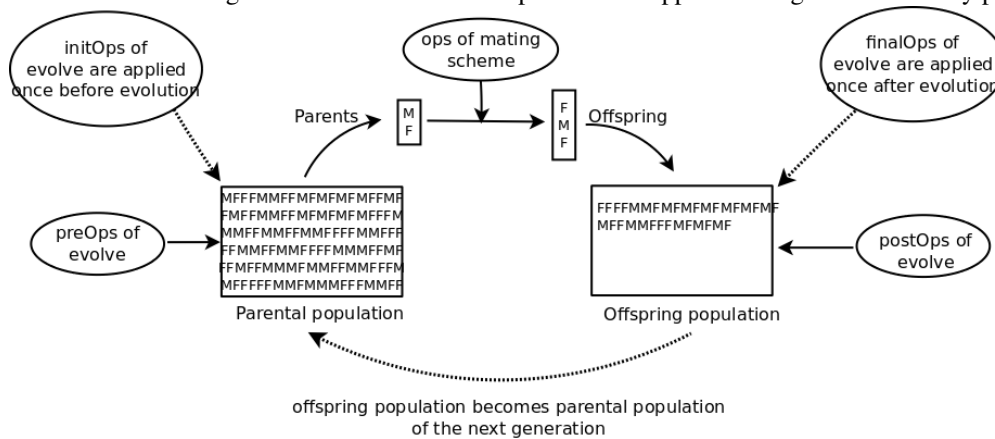 initOps of
evolve are applied
once before evolution
ops of mating
scheme
finalOps of
evolve are applied
once after evolution
Parents
M
F
F
M
F
Offspring
preOps of
evolve
MFFFMMFFMFMFMFMFFMF
FMFFMMFFMFMFMFMFFFM
MMFFMMFFMMFFFFMMFFF
FFMMFFMMFFFFMMMFFMF
FFMFFMMMFMMFFMMFFFM
MFFFFFMMFMMMFFFMMFF
FFFFMMFMFMFMFMFMFMF
MFFMMFFFMFMFMF
postOps of
evolve
Parental population
Offspring population
offspring population becomes parental population
of the next generation